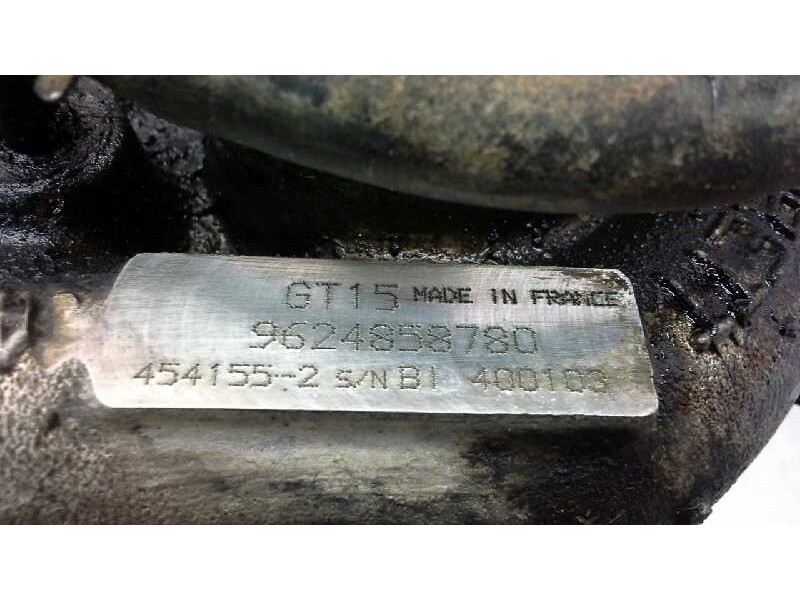 GT15 MADE IN FRANCE
9624858780
454155-2 S/N BI 400103